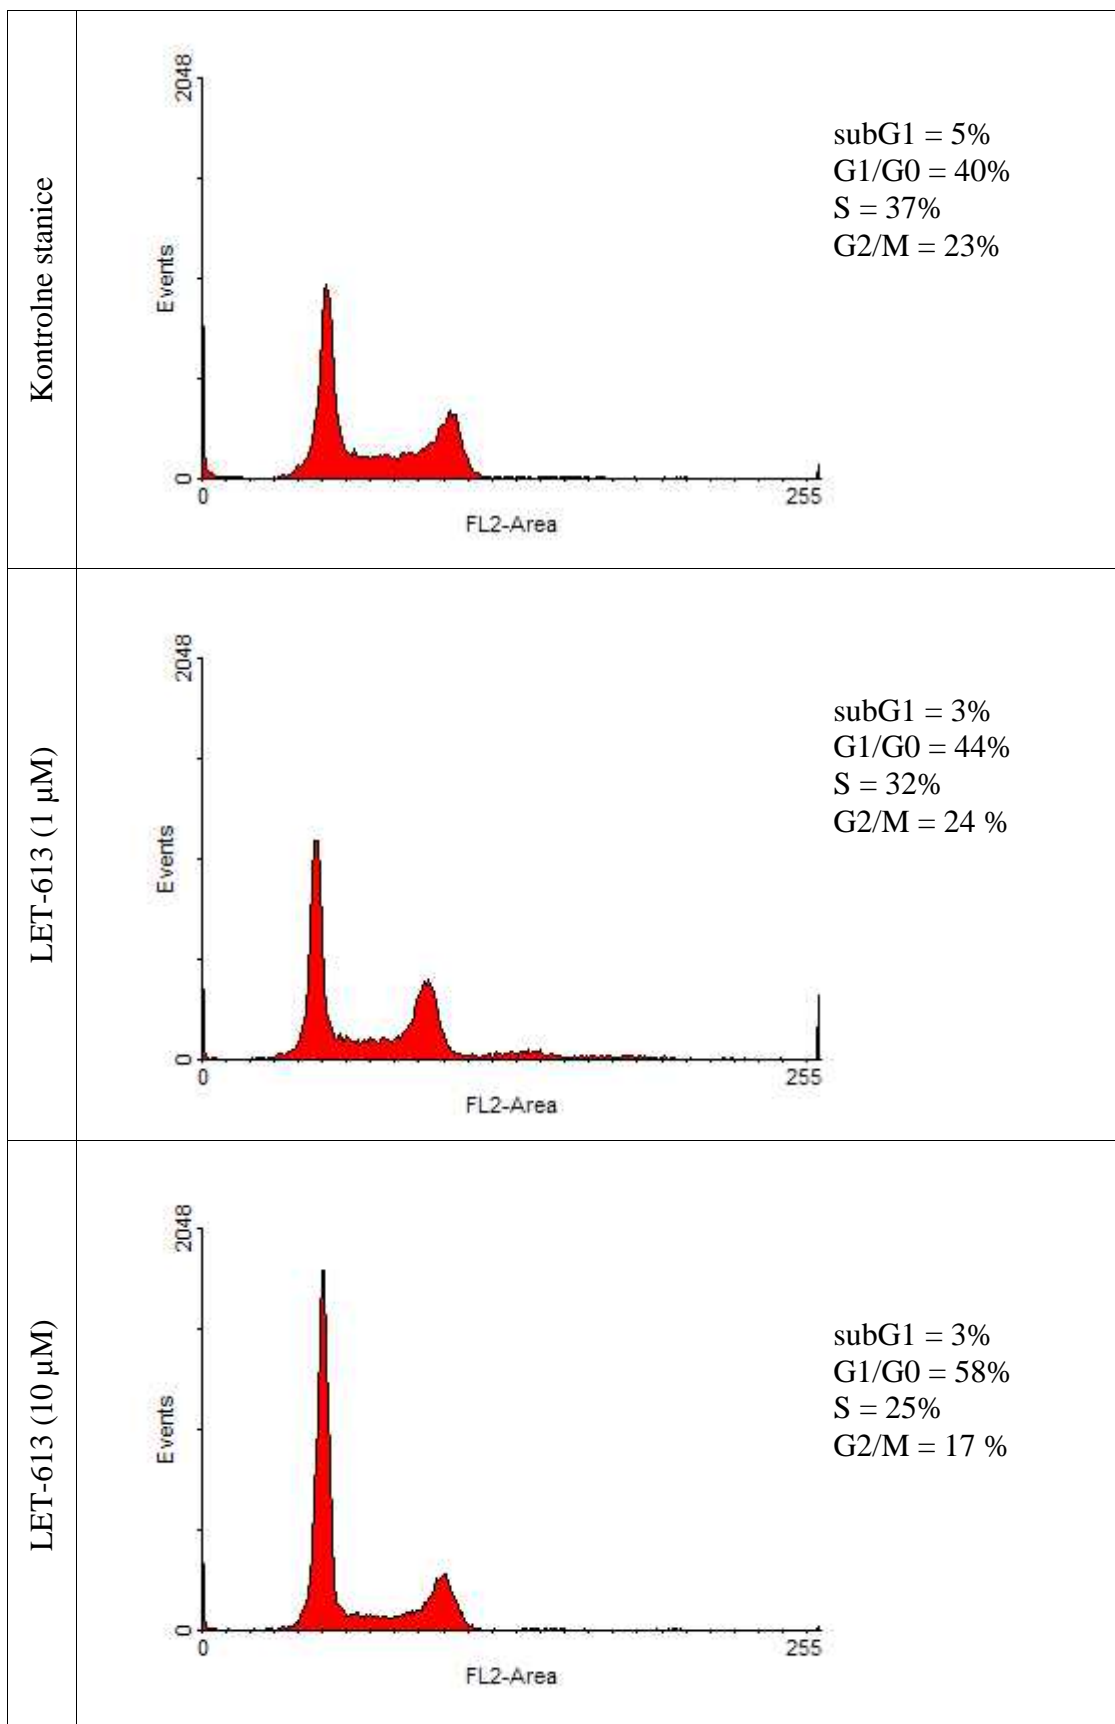 Kontrolne stanice
2048
Events
0
0
255
FL2-Area
subG1 = 5%
G1/G0 = 40%
S = 37%
G2/M = 23%
LET-613 (1 µM)
2048
Events
0
0
255
FL2-Area
subG1 = 3%
G1/G0 = 44%
S = 32%
G2/M = 24 %
LET-613 (10 µM)
2048
Events
0
0
255
FL2-Area
subG1 = 3%
G1/G0 = 58%
S = 25%
G2/M = 17 %